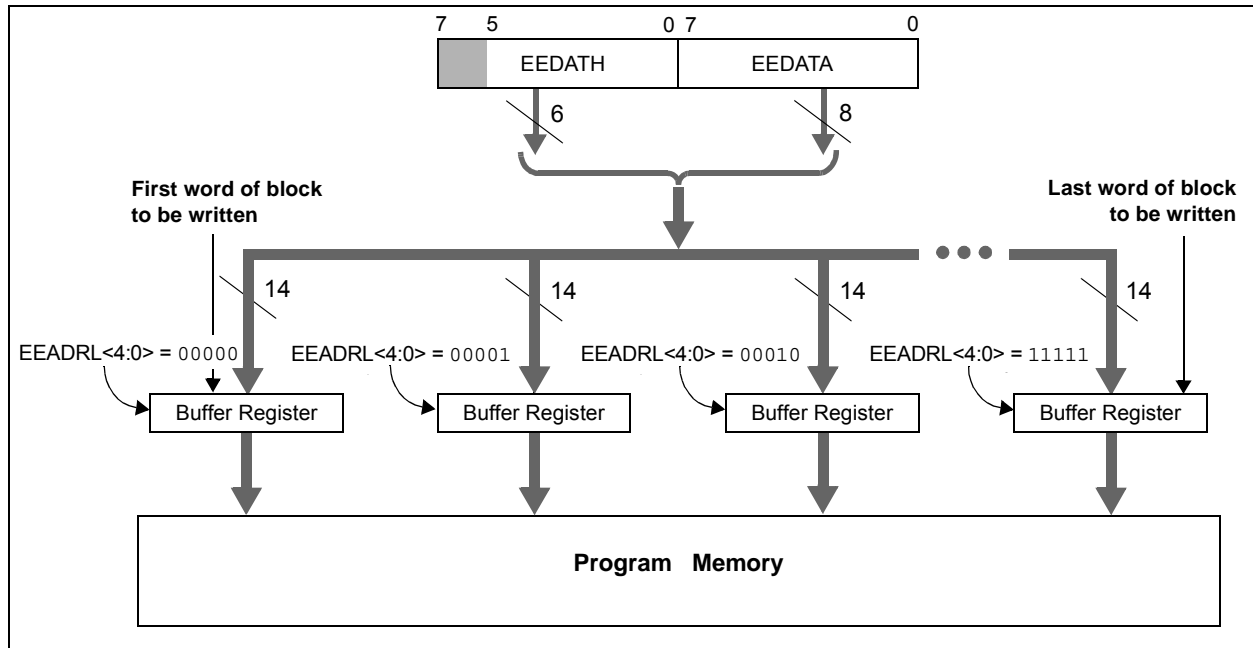 7 5 0 7 0
EEDATH EEDATA
6 8
First word of block
to be written
Last word of block
to be written
14 14 14 14
EEADRL<4:0> = 00000 EEADRL<4:0> = 00001 EEADRL<4:0> = 00010 EEADRL<4:0> = 11111
Buffer Register Buffer Register Buffer Register Buffer Register
Program Memory